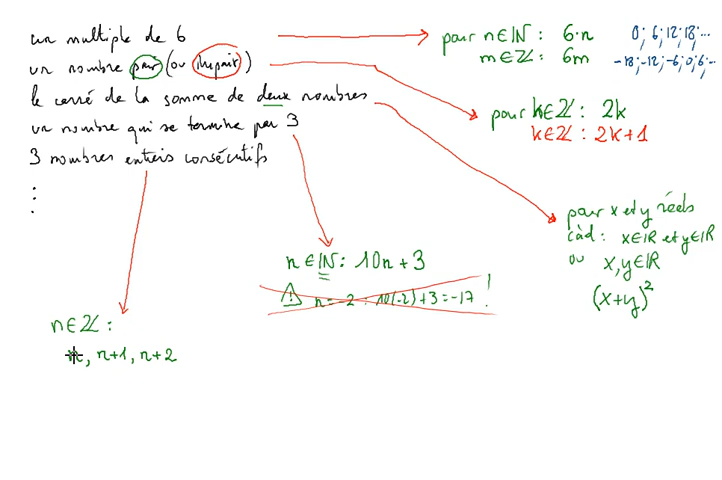 un multiple de 6
pour n∈ℕ : 6·n 0 ; 6 ; 12 ; 18 ; ...
m∈ℤ : 6m -18 ; -12 ; -6 ; 0 ; 6 ; ...
un nombre pair (ou impair)
le carré de la somme de deux nombres
pour k∈ℤ : 2k
k∈ℤ : 2k+1
un nombre qui se termine par 3
3 nombres entiers consécutifs
⋮
pour x et y réels
càd : x∈ℝ et y∈ℝ
ou x,y∈ℝ
(x+y)²
n∈ℕ : 10n+3
⚠ n=-2 : 10(-2)+3=-17 !
n∈ℤ :
n, n+1, n+2